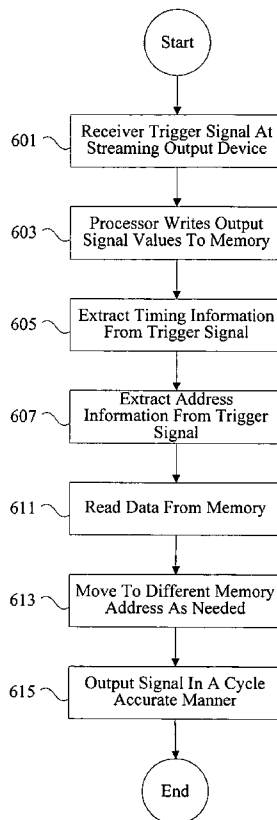 Start
601
Receiver Trigger Signal At
Streaming Output Device
603
Processor Writes Output
Signal Values To Memory
605
Extract Timing Information
From Trigger Signal
607
Extract Address
Information From Trigger
Signal
611
Read Data From Memory
613
Move To Different Memory
Address As Needed
615
Output Signal In A Cycle
Accurate Manner
End